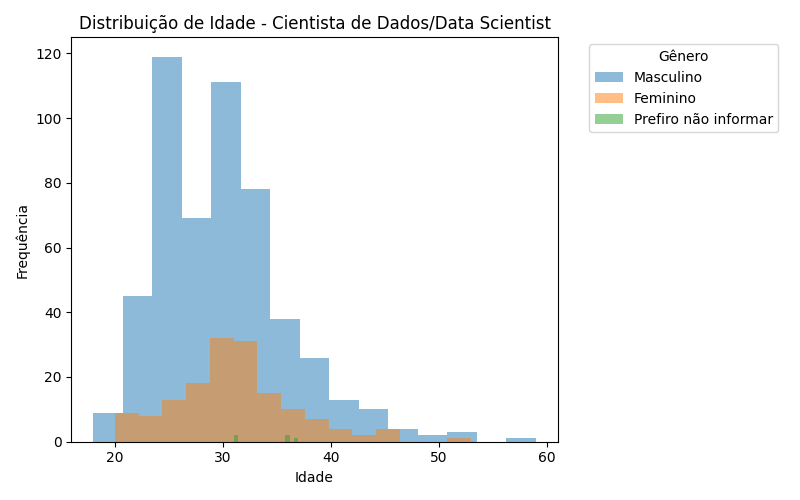 Distribuição de Idade - Cientista de Dados/Data Scientist
Gênero
Masculino
Feminino
Prefiro não informar
Frequência
120
100
80
60
40
20
0
20
30
40
50
60
Idade